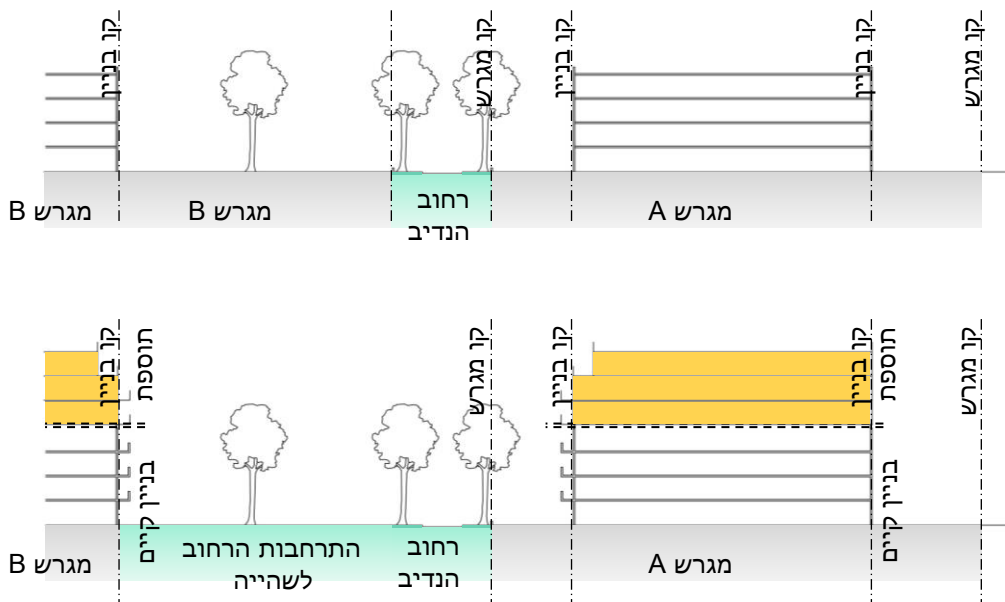 קו מגרש
קו בניין
קו בניין
קו מגרש
קו בניין
מגרש A
רחוב
הנדיב
מגרש B
מגרש B
קו מגרש
תוספת
קו בניין
קו בניין
קו מגרש
תוספת
קו בניין
בניין קיים
בניין קיים
מגרש A
רחוב
הנדיב
התרחבות הרחוב
לשהייה
מגרש B